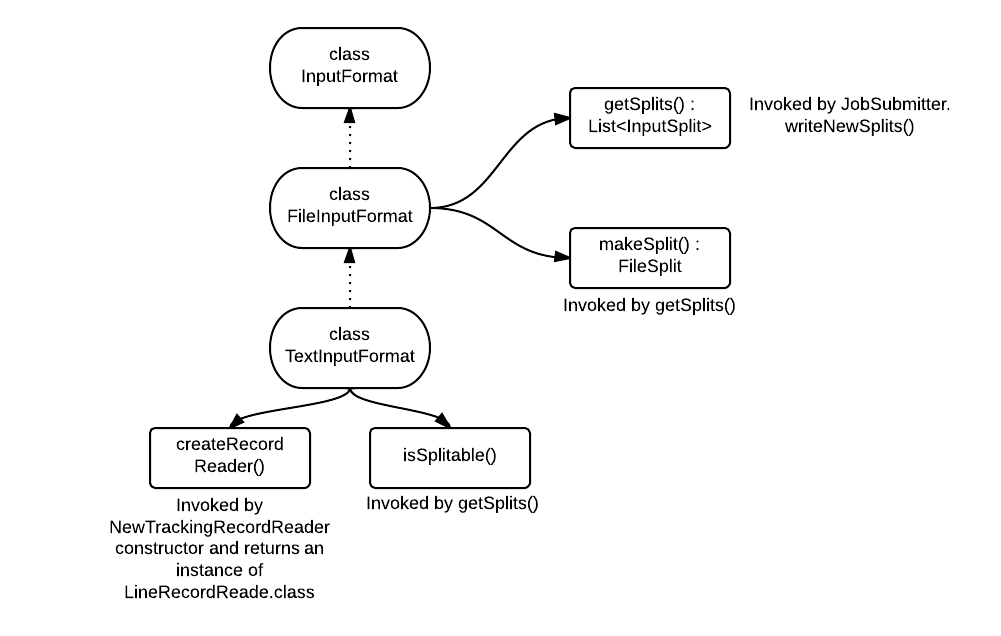 class
InputFormat
getSplits() :
List<InputSplit>
Invoked by JobSubmitter.
writeNewSplits()
class
FileInputFormat
makeSplit() :
FileSplit
Invoked by getSplits()
class
TextInputFormat
createRecord
Reader()
Invoked by
NewTrackingRecordReader
constructor and returns an
instance of
LineRecordReade.class
isSplitable()
Invoked by getSplits()